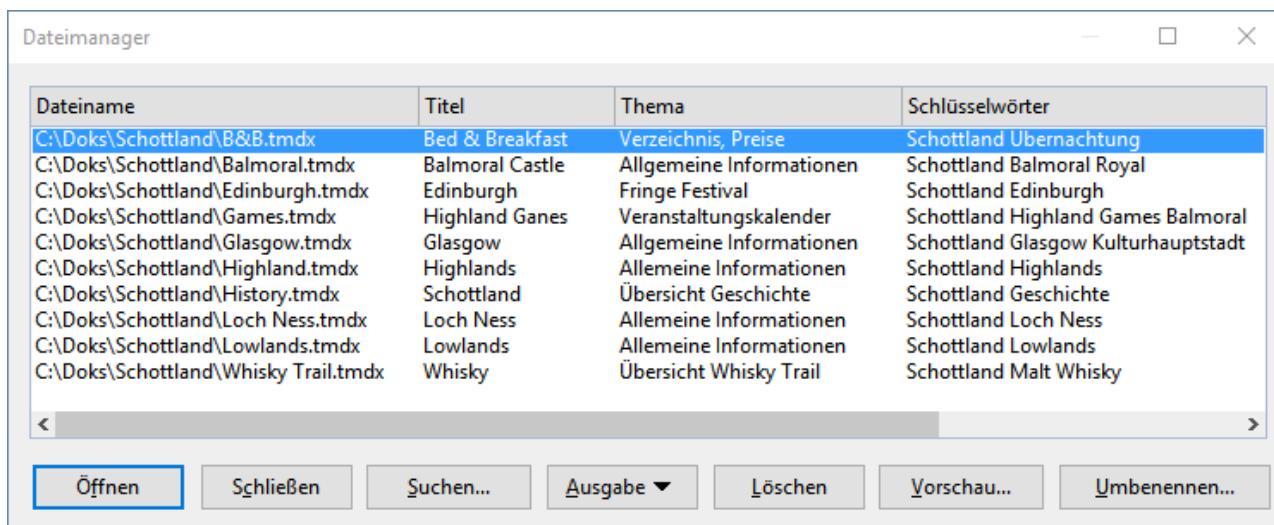 Dateimanager
Dateiname Titel Thema Schlüsselwörter
C:\Doks\Schottland\B&B.tmdx Bed & Breakfast Verzeichnis, Preise Schottland Übernachtung
C:\Doks\Schottland\Balmoral.tmdx Balmoral Castle Allgemeine Informationen Schottland Balmoral Royal
C:\Doks\Schottland\Edinburgh.tmdx Edinburgh Fringe Festival Schottland Edinburgh
C:\Doks\Schottland\Games.tmdx Highland Ganes Veranstaltungskalender Schottland Highland Games Balmoral
C:\Doks\Schottland\Glasgow.tmdx Glasgow Allgemeine Informationen Schottland Glasgow Kulturhauptstadt
C:\Doks\Schottland\Highland.tmdx Highlands Allemeine Informationen Schottland Highlands
C:\Doks\Schottland\History.tmdx Schottland Übersicht Geschichte Schottland Geschichte
C:\Doks\Schottland\Loch Ness.tmdx Loch Ness Allemeine Informationen Schottland Loch Ness
C:\Doks\Schottland\Lowlands.tmdx Lowlands Allemeine Informationen Schottland Lowlands
C:\Doks\Schottland\Whisky Trail.tmdx Whisky Übersicht Whisky Trail Schottland Malt Whisky
Öffnen Schließen Suchen... Ausgabe Löschen Vorschau... Umbenennen...